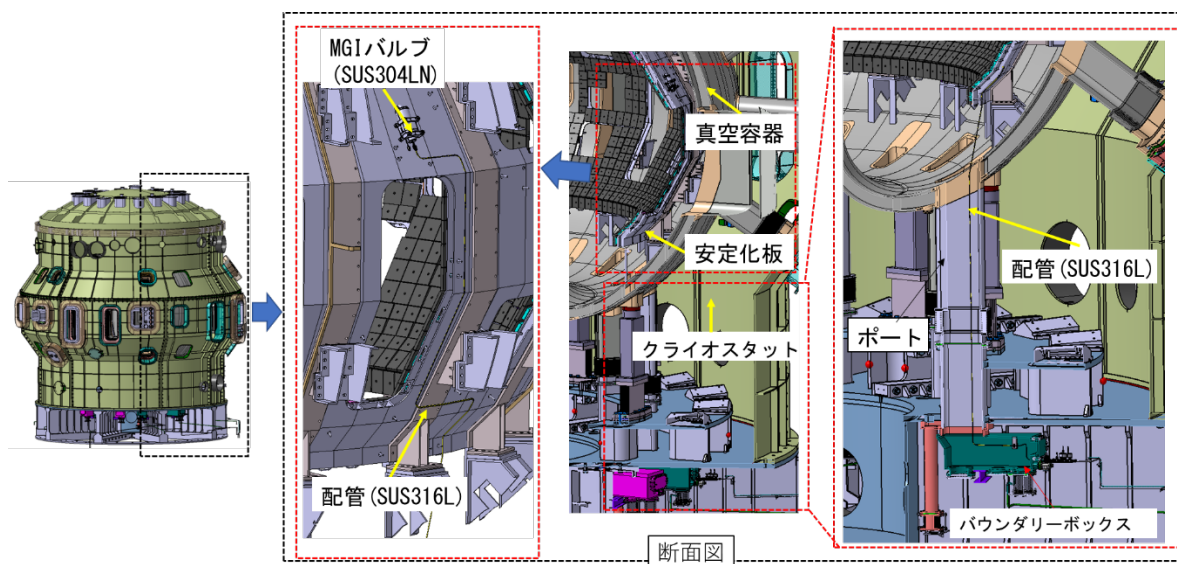 MGIバルブ
(SUS304LN)
配管(SUS316L)
真空容器
安定化板
クライオスタット
配管(SUS316L)
ポート
バウンダリーボックス
断面図